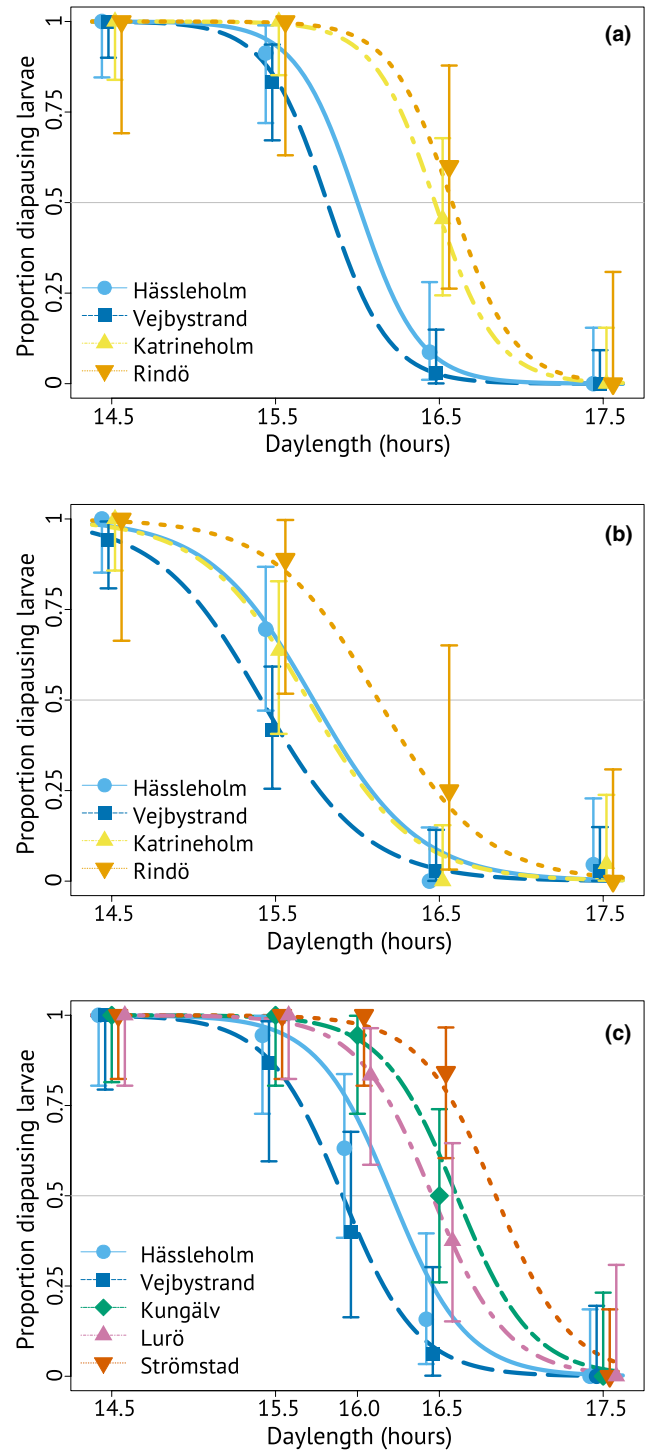 (a)
Proportion diapausing larvae
1
0.75
0.5
0.25
0
Hässleholm
Vejbystrand
Katrineholm
Rindö
14.5 15.5 16.5 17.5
Daylength (hours)
(b)
Proportion diapausing larvae
1
0.75
0.5
0.25
0
Hässleholm
Vejbystrand
Katrineholm
Rindö
14.5 15.5 16.5 17.5
Daylength (hours)
(c)
Proportion diapausing larvae
1
0.75
0.5
0.25
0
Hässleholm
Vejbystrand
Kungälv
Lurö
Strömstad
14.5 15.5 16.0 16.5 17.5
Daylength (hours)